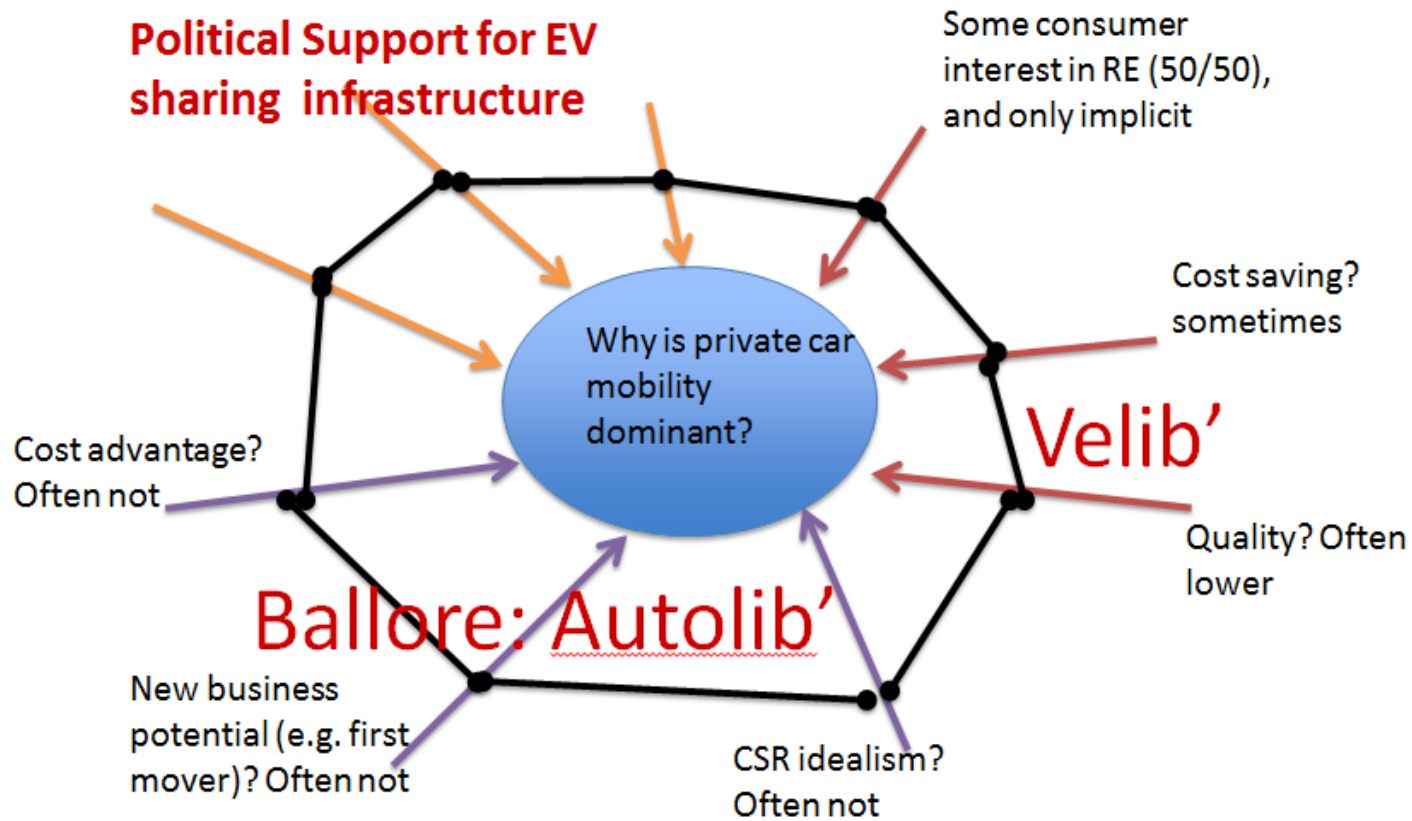 Political Support for EV
sharing infrastructure
Some consumer
interest in RE (50/50),
and only implicit
Cost saving?
sometimes
Why is private car
mobility
dominant?
Velib’
Cost advantage?
Often not
Quality? Often
lower
Ballore: Autolib’
New business
potential (e.g. first
mover)? Often not
CSR idealism?
Often not